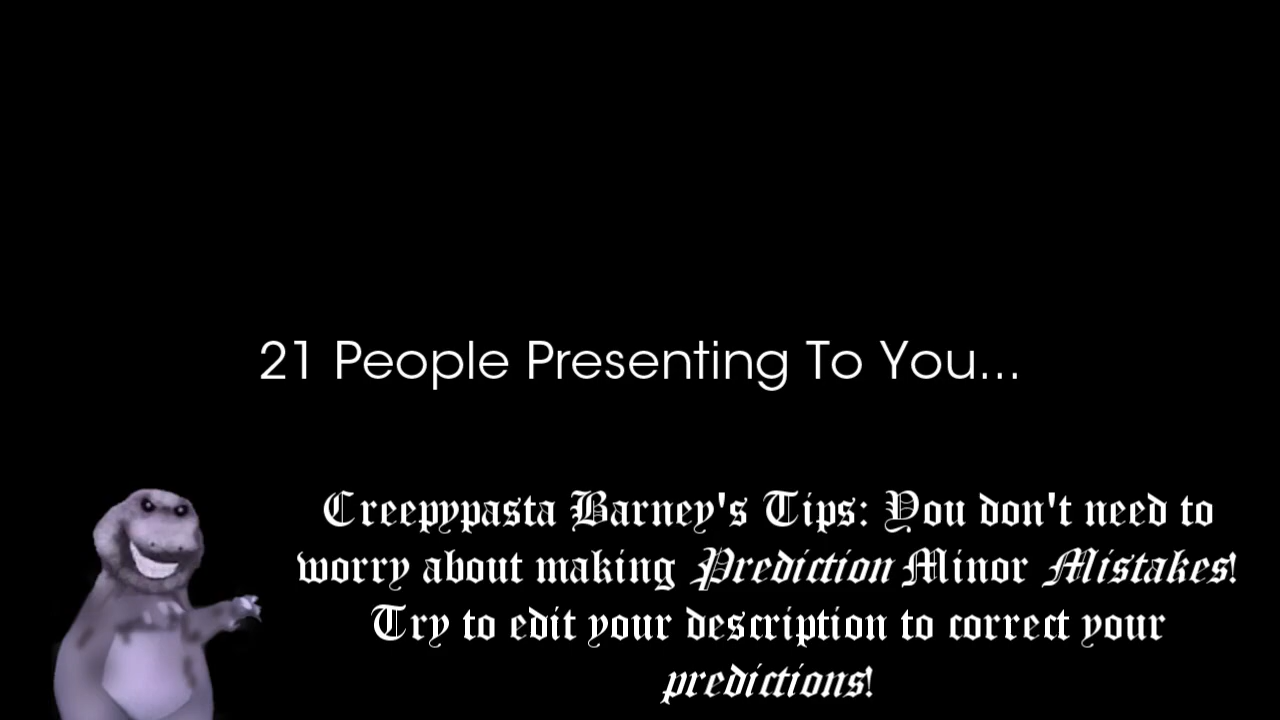 21 People Presenting To You...
Creepypasta Barney's Tips: You don't need to
worry about making Prediction Minor Mistakes!
Try to edit your description to correct your
predictions!